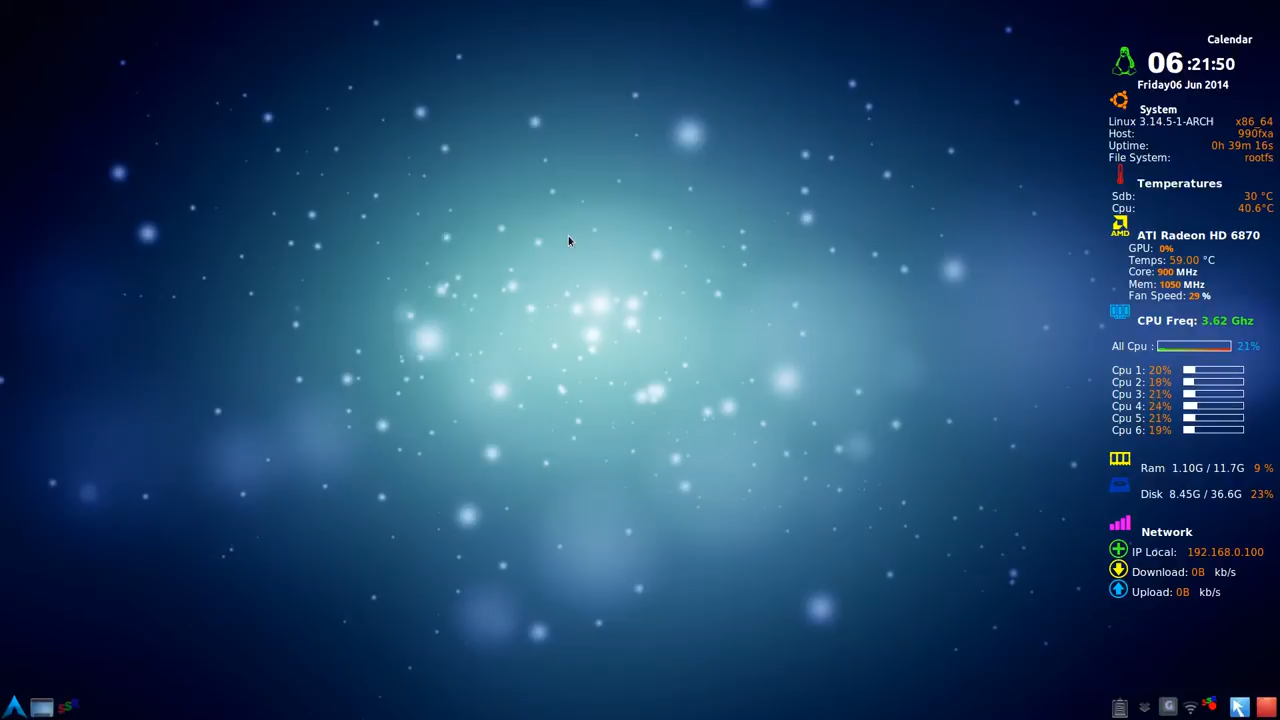 Calendar
06 :21:50
Friday06 Jun 2014
System
Linux 3.14.5-1-ARCH x86_64
Host: 990fxa
Uptime: 0h 39m 16s
File System: rootfs
Temperatures
Sdb: 30 °C
Cpu: 40.6°C
AMD
ATI Radeon HD 6870
GPU: 0%
Temps: 59.00 °C
Core: 900 MHz
Mem: 1050 MHz
Fan Speed: 29 %
CPU Freq: 3.62 Ghz
All Cpu : 21%
Cpu 1: 20%
Cpu 2: 18%
Cpu 3: 21%
Cpu 4: 24%
Cpu 5: 21%
Cpu 6: 19%
Ram 1.10G / 11.7G 9 %
Disk 8.45G / 36.6G 23%
Network
IP Local: 192.168.0.100
Download: 0B kb/s
Upload: 0B kb/s
G